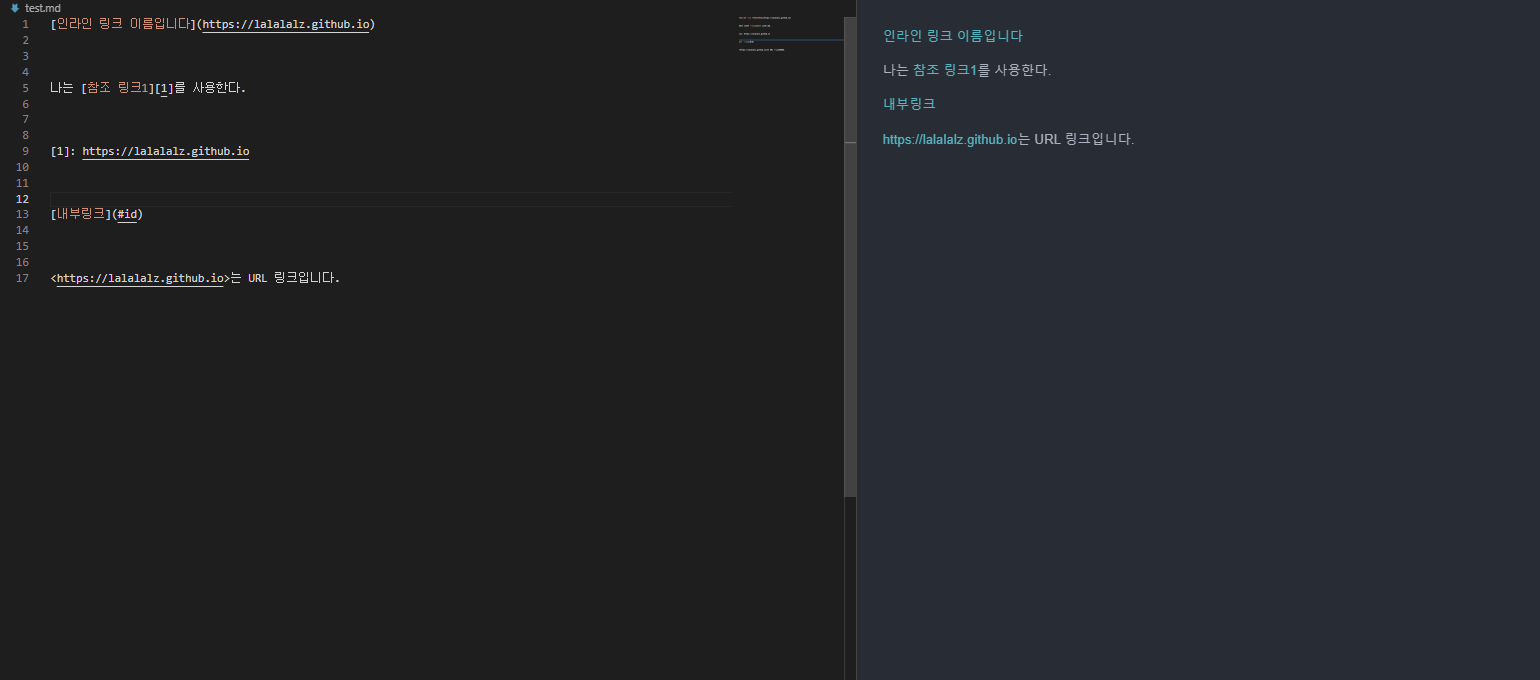 test.md
1 [인라인 링크 이름입니다](https://lalalalz.github.io)
2
3
4
5 나는 [참조 링크1][1]를 사용한다.
6
7
8
9 [1]: https://lalalalz.github.io
10
11
12
13 [내부링크](#id)
14
15
16
17 <https://lalalalz.github.io>는 URL 링크입니다.
인라인 링크 이름입니다
나는 참조 링크1를 사용한다.
내부링크
https://lalalalz.github.io는 URL 링크입니다.